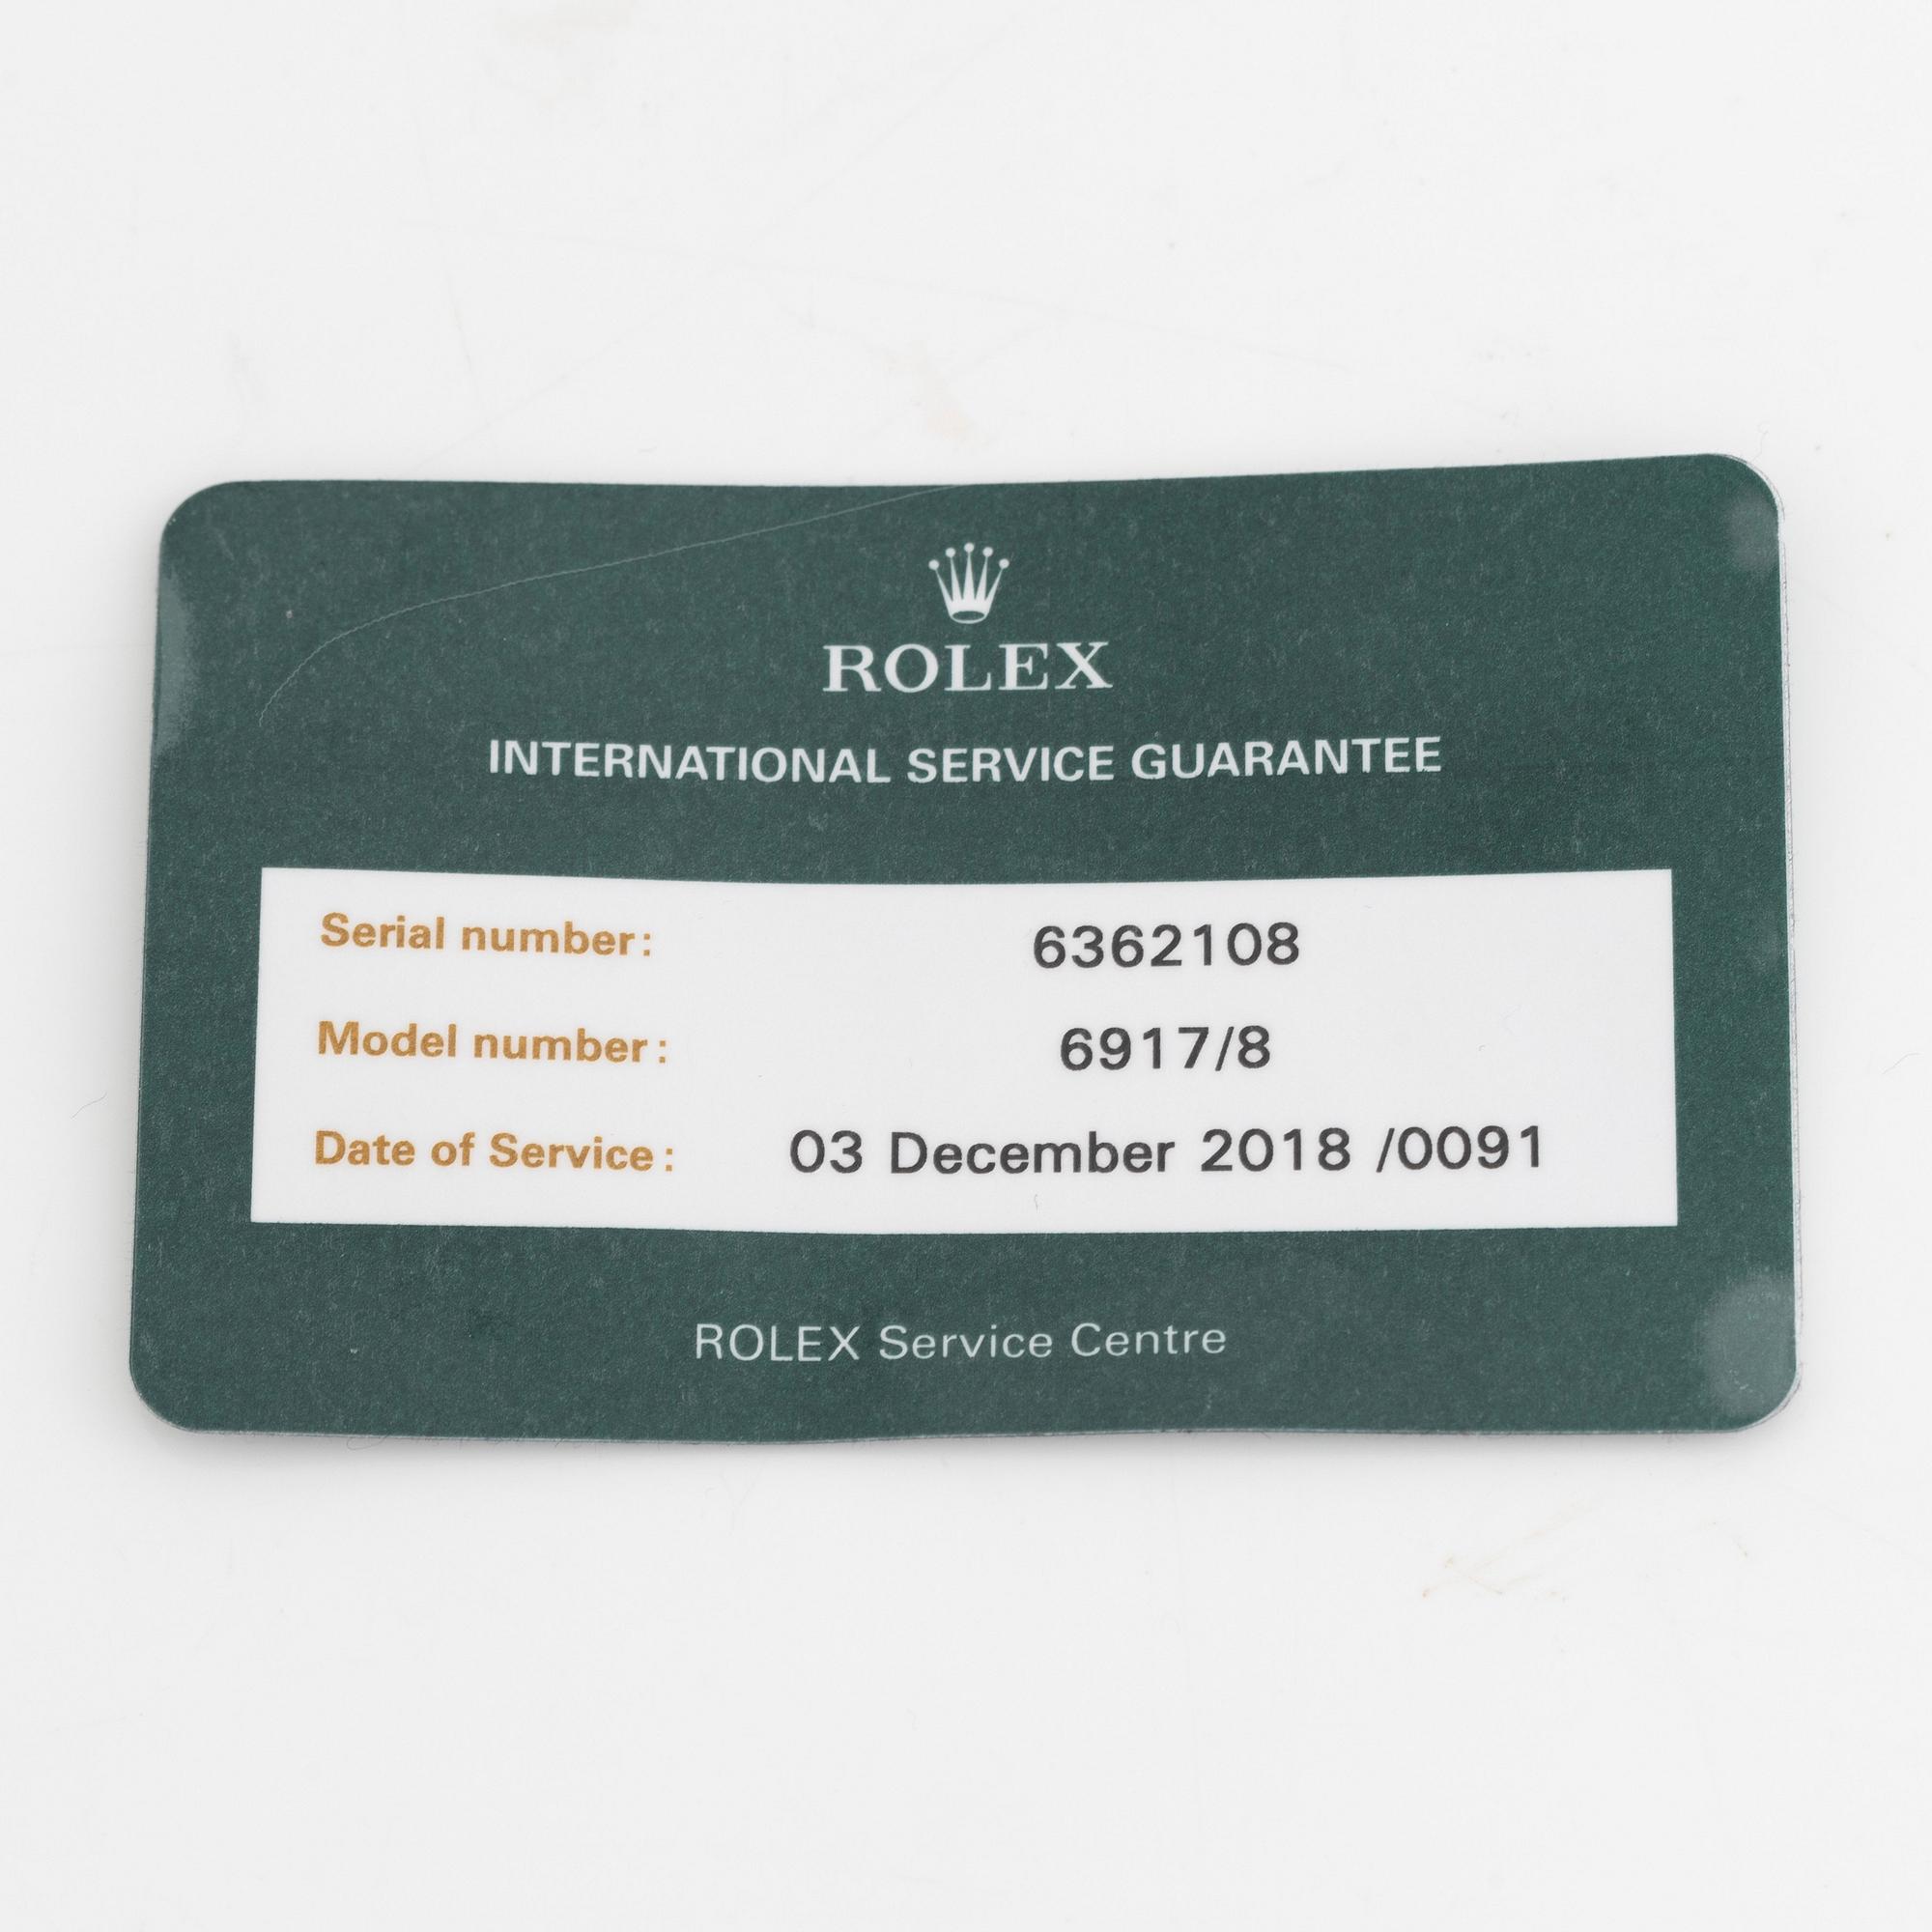 ROLEX
INTERNATIONAL SERVICE GUARANTEE
Serial number: 6362108
Model number: 6917/8
Date of Service: 03 December 2018 /0091
ROLEX Service Centre